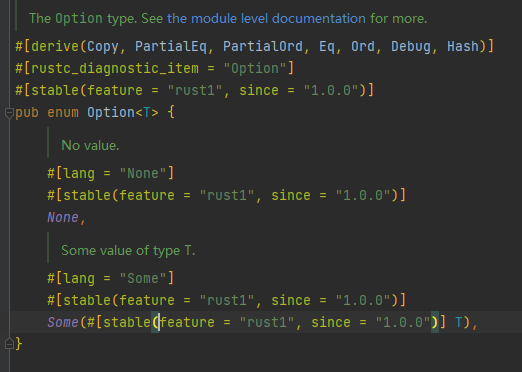 The Option type. See the module level documentation for more.
#[derive(Copy, PartialEq, PartialOrd, Eq, Ord, Debug, Hash)]
#[rustc_diagnostic_item = "Option"]
#[stable(feature = "rust1", since = "1.0.0")]
pub enum Option<T> {
No value.
#[lang = "None"]
#[stable(feature = "rust1", since = "1.0.0")]
None,
Some value of type T.
#[lang = "Some"]
#[stable(feature = "rust1", since = "1.0.0")]
Some(#[stable(feature = "rust1", since = "1.0.0")] T),
}